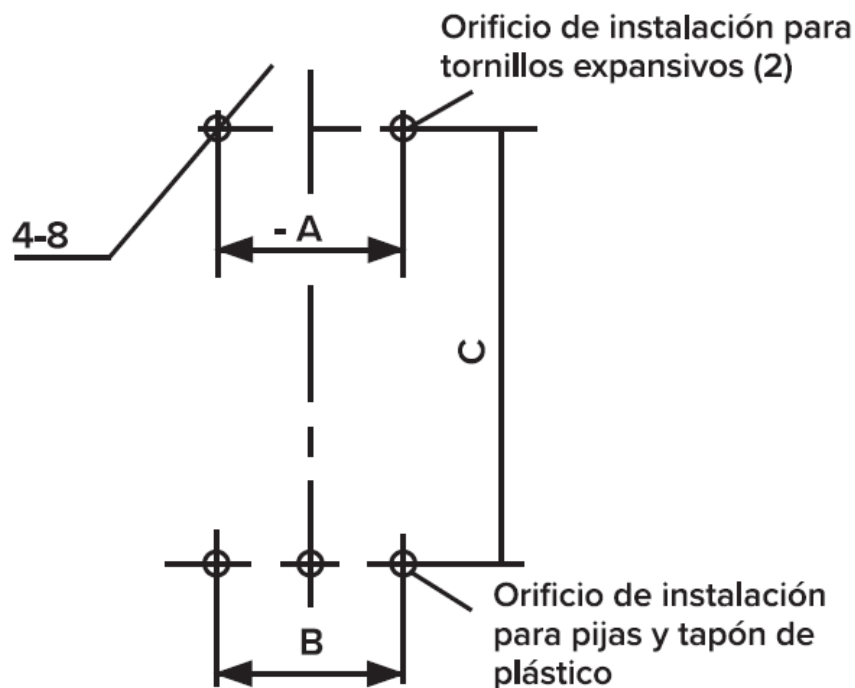 Orificio de instalación para
tornillos expansivos (2)
4-8
- A
C
B
Orificio de instalación
para pijas y tapón de
plástico